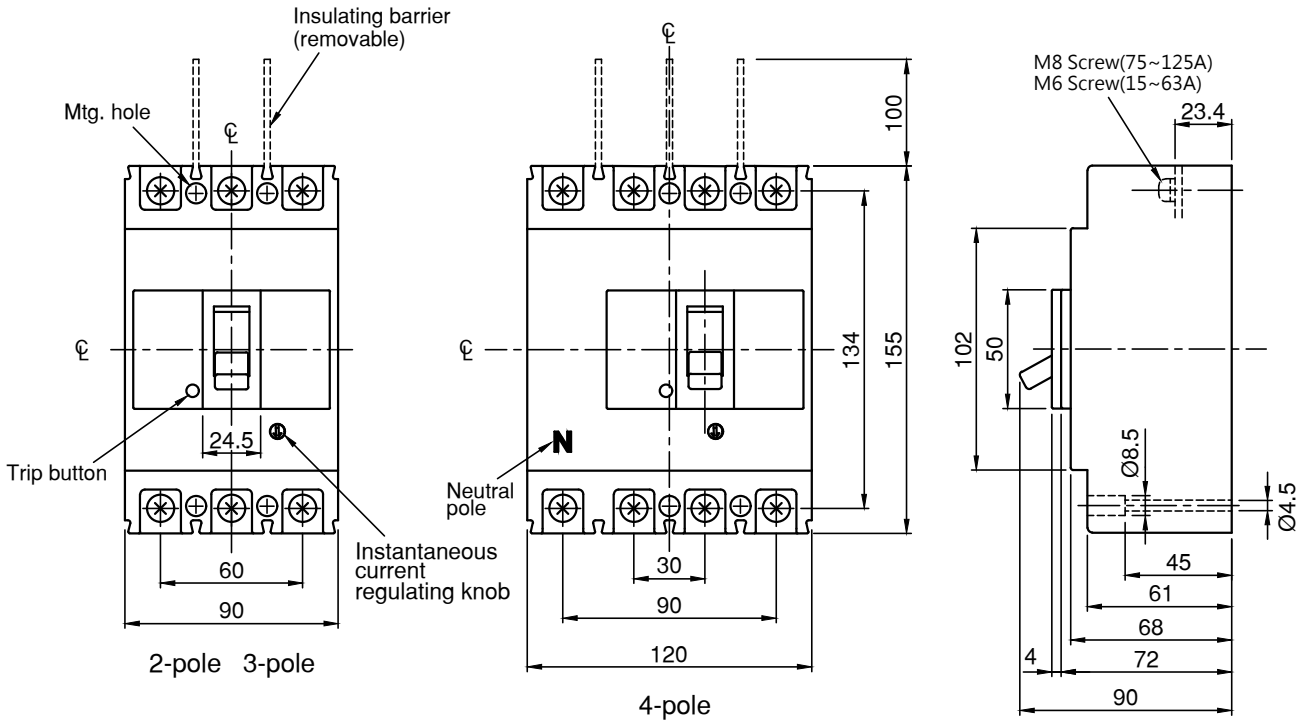 Insulating barrier
(removable)
Mtg. hole
℄
℄
Trip button
24.5
Instantaneous
current
regulating knob
60
90
2-pole 3-pole
℄
℄
100
134
155
N
Neutral
pole
30
90
120
4-pole
M8 Screw(75~125A)
M6 Screw(15~63A)
23.4
102
50
Ø8.5
Ø4.5
45
61
68
4
72
90